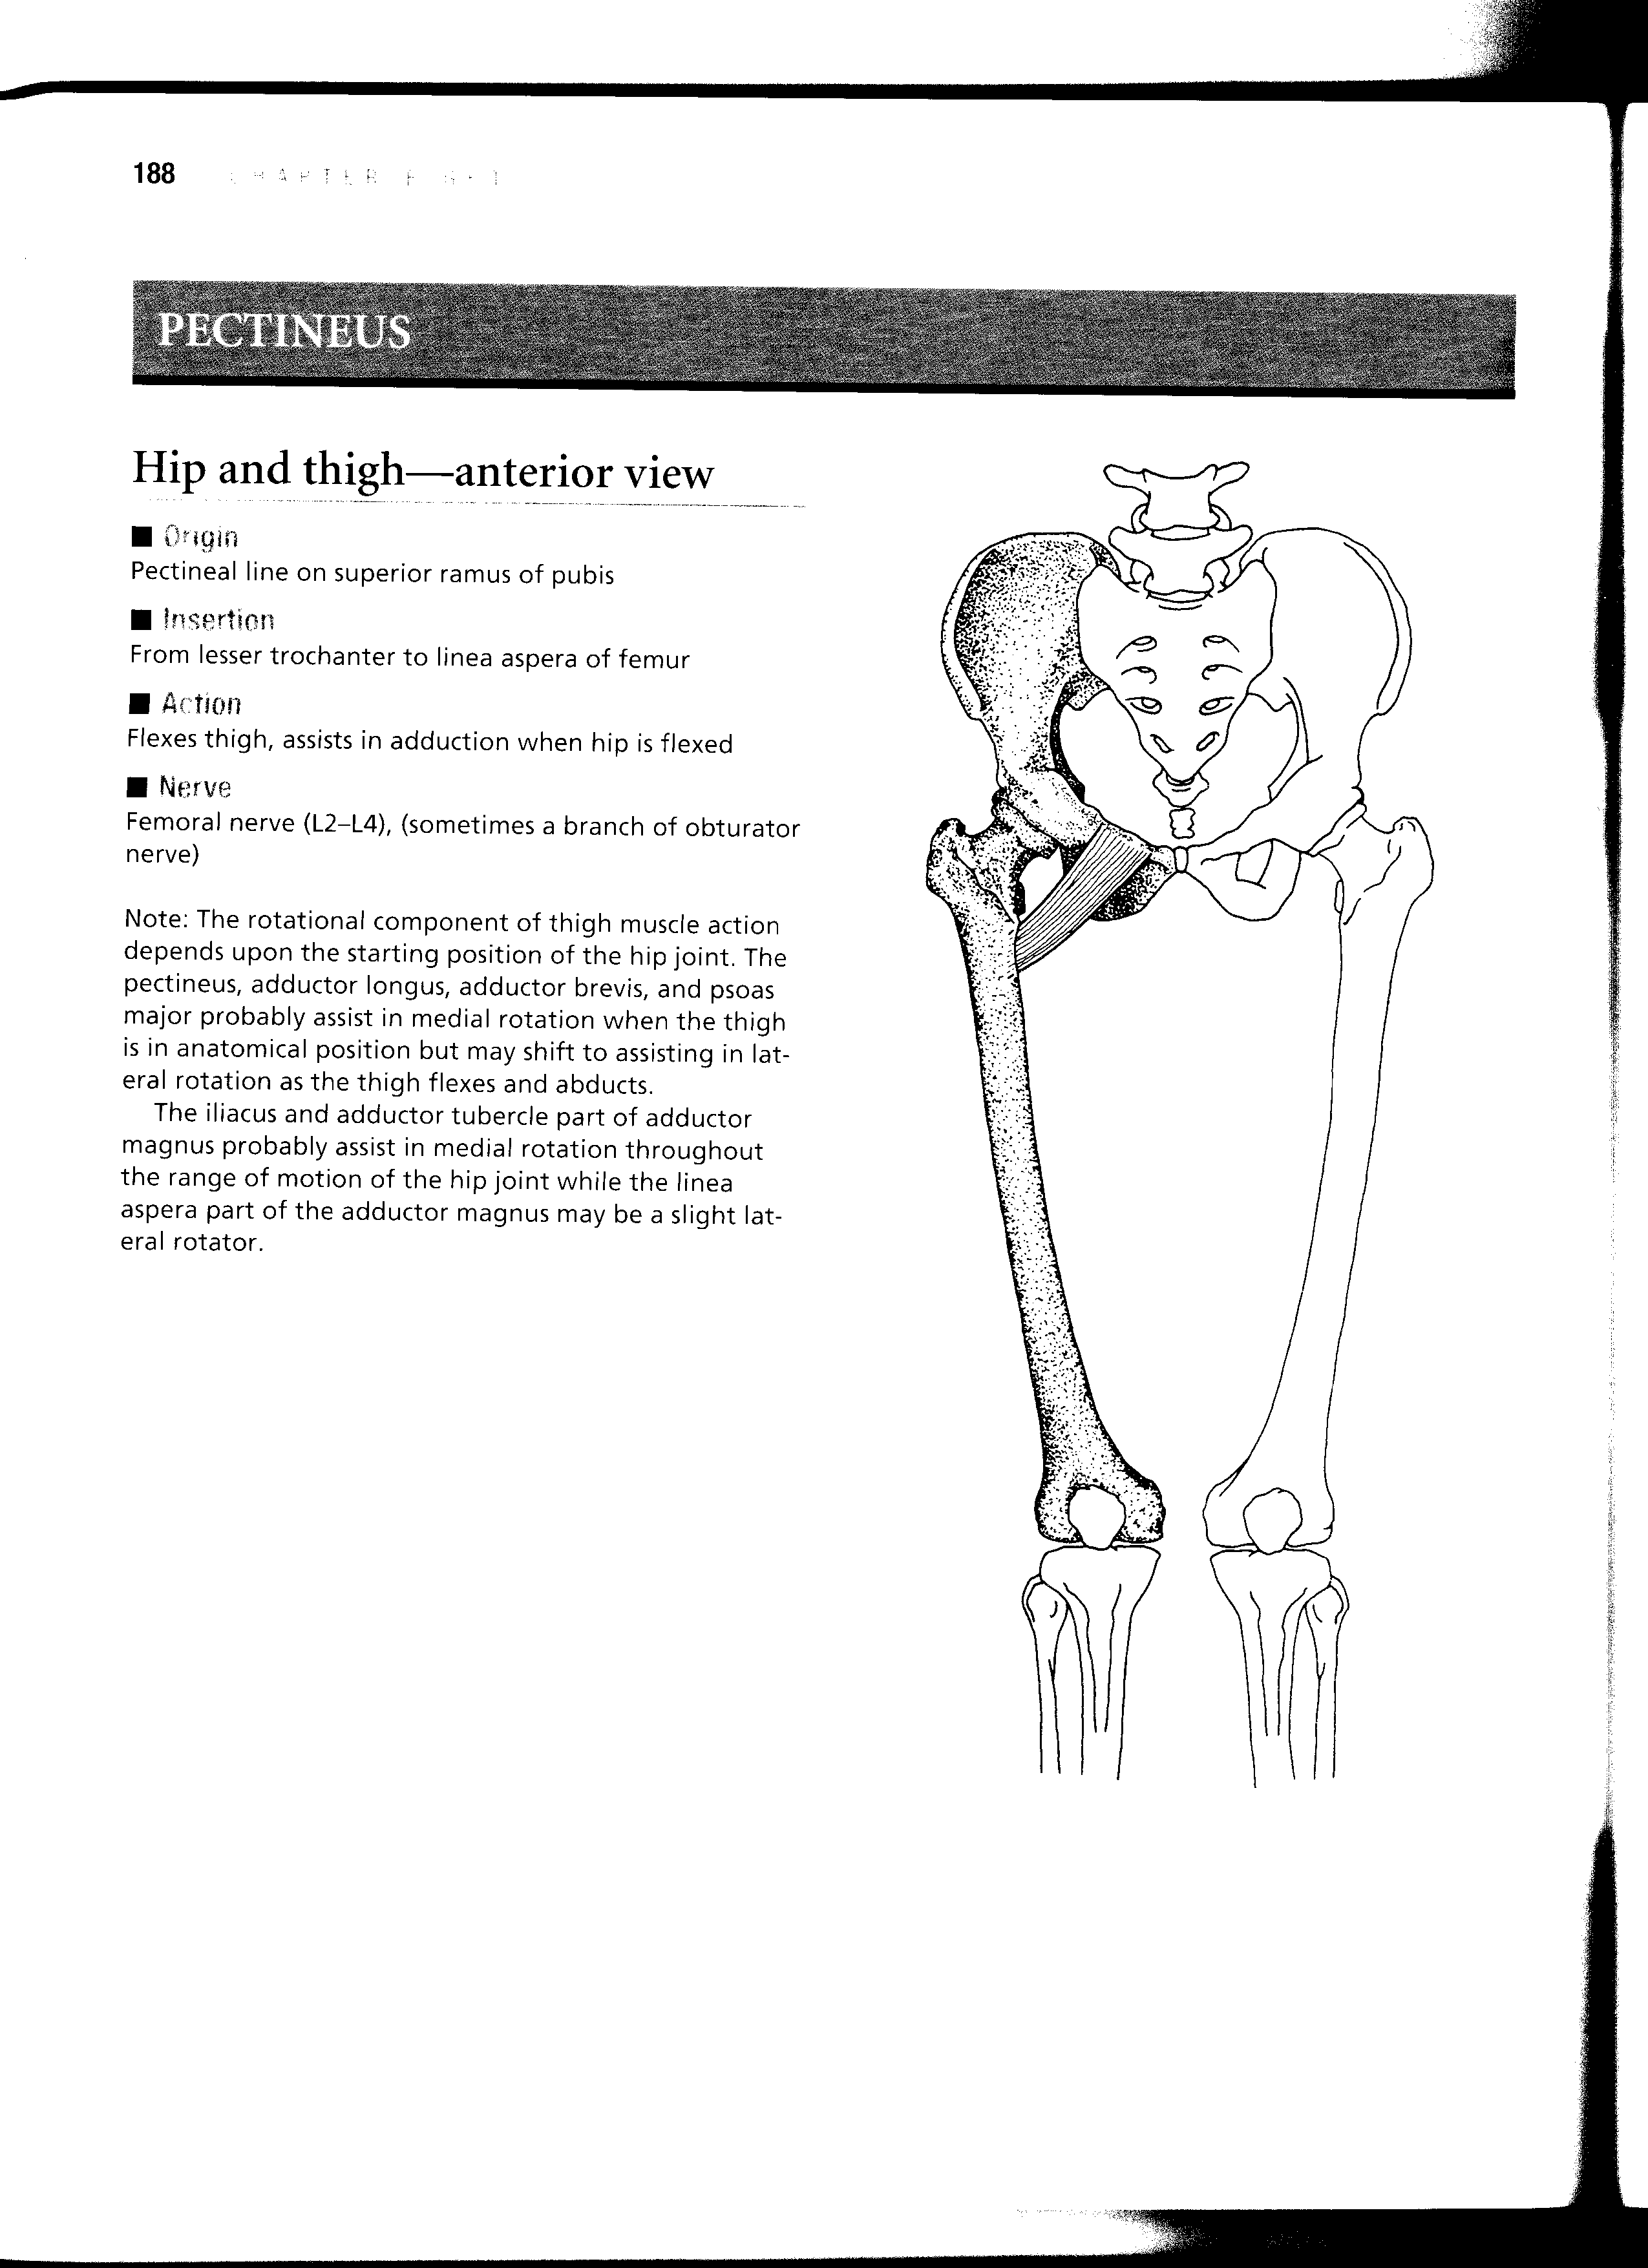 188 CHAPTER EIGHT
PECTINEUS
Hip and thigh—anterior view
■ Origin
Pectineal line on superior ramus of pubis
■ Insertion
From lesser trochanter to linea aspera of femur
■ Action
Flexes thigh, assists in adduction when hip is flexed
■ Nerve
Femoral nerve (L2–L4), (sometimes a branch of obturator
nerve)
Note: The rotational component of thigh muscle action
depends upon the starting position of the hip joint. The
pectineus, adductor longus, adductor brevis, and psoas
major probably assist in medial rotation when the thigh
is in anatomical position but may shift to assisting in lat-
eral rotation as the thigh flexes and abducts.
The iliacus and adductor tubercle part of adductor
magnus probably assist in medial rotation throughout
the range of motion of the hip joint while the linea
aspera part of the adductor magnus may be a slight lat-
eral rotator.